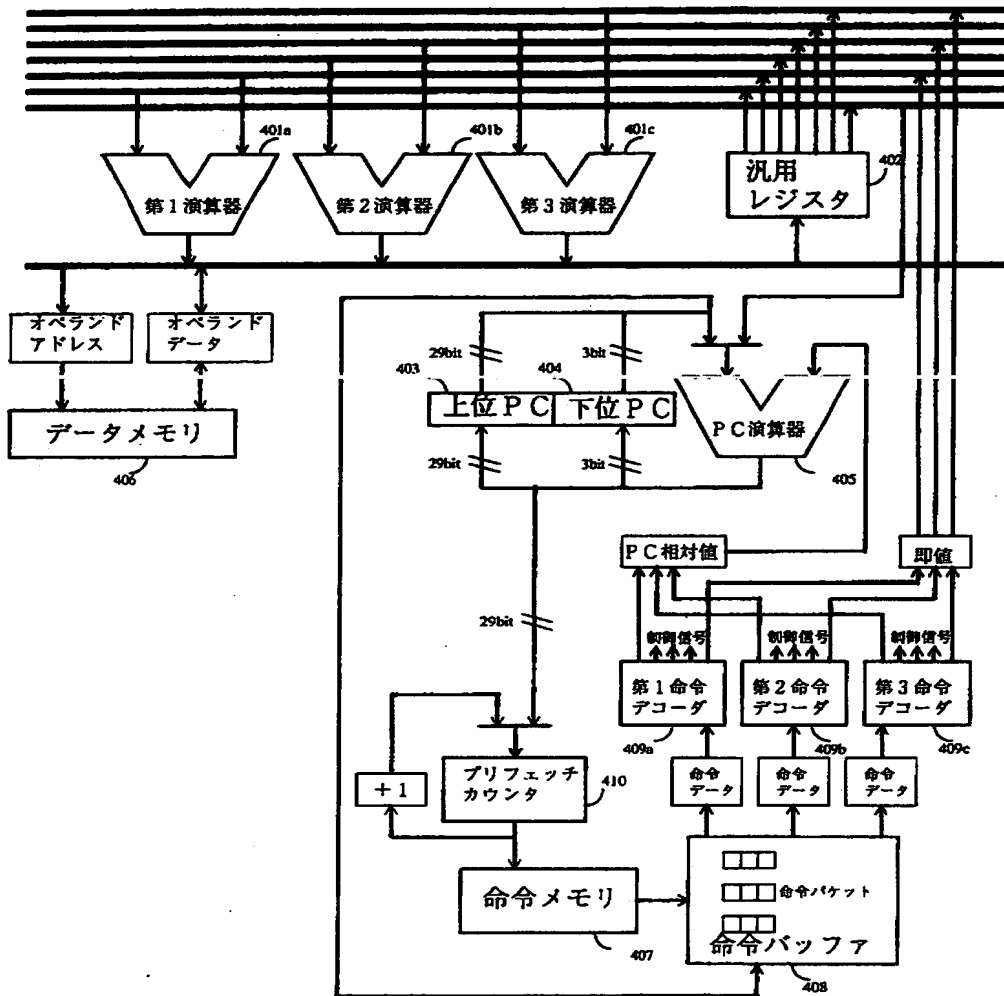 401a
401b
401c
402
第1演算器
第2演算器
第3演算器
汎用
レジスタ
オペランド
アドレス
オペランド
データ
29bit
3bit
403
404
上位PC
下位PC
PC演算器
405
データメモリ
406
29bit
3bit
PC相対値
即値
29bit
制御信号
制御信号
制御信号
第1命令
デコーダ
第2命令
デコーダ
第3命令
デコーダ
409a
409b
409c
+1
プリフェッチ
カウンタ
410
命令
データ
命令
データ
命令
データ
命令メモリ
407
命令パケット
命令バッファ
408